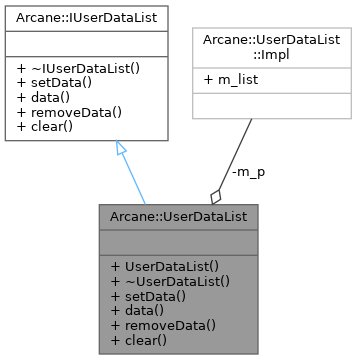 Arcane::IUserDataList
+ ~IUserDataList()
+ setData()
+ data()
+ removeData()
+ clear()
Arcane::UserDataList
::Impl
+ m_list
-m_p
Arcane::UserDataList
+ UserDataList()
+ ~UserDataList()
+ setData()
+ data()
+ removeData()
+ clear()